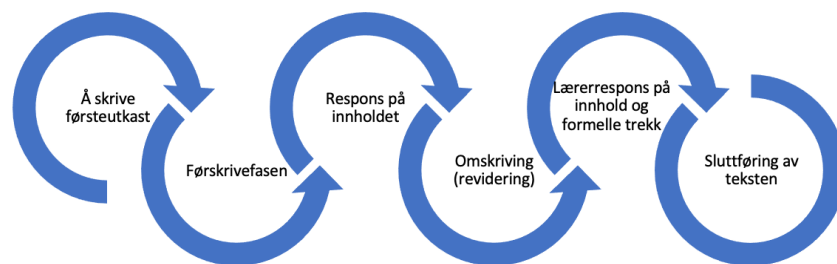 Å skrive
førsteutkast
Førskrivefasen
Respons på
innholdet
Omskriving
(revidering)
Lærerrespons på
innhold og
formelle trekk
Sluttføring av
teksten